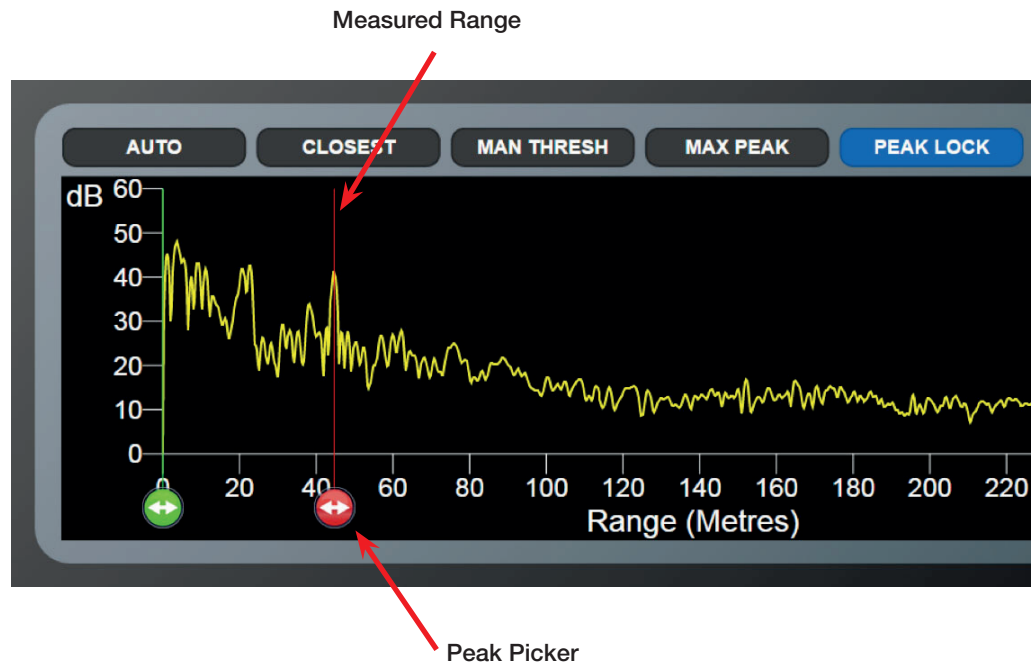 Measured Range
AUTO CLOSEST MAN THRESH MAX PEAK PEAK LOCK
dB 60
50
40
30
20
10
0
0 20 40 60 80 100 120 140 160 180 200 220
Range (Metres)
Peak Picker